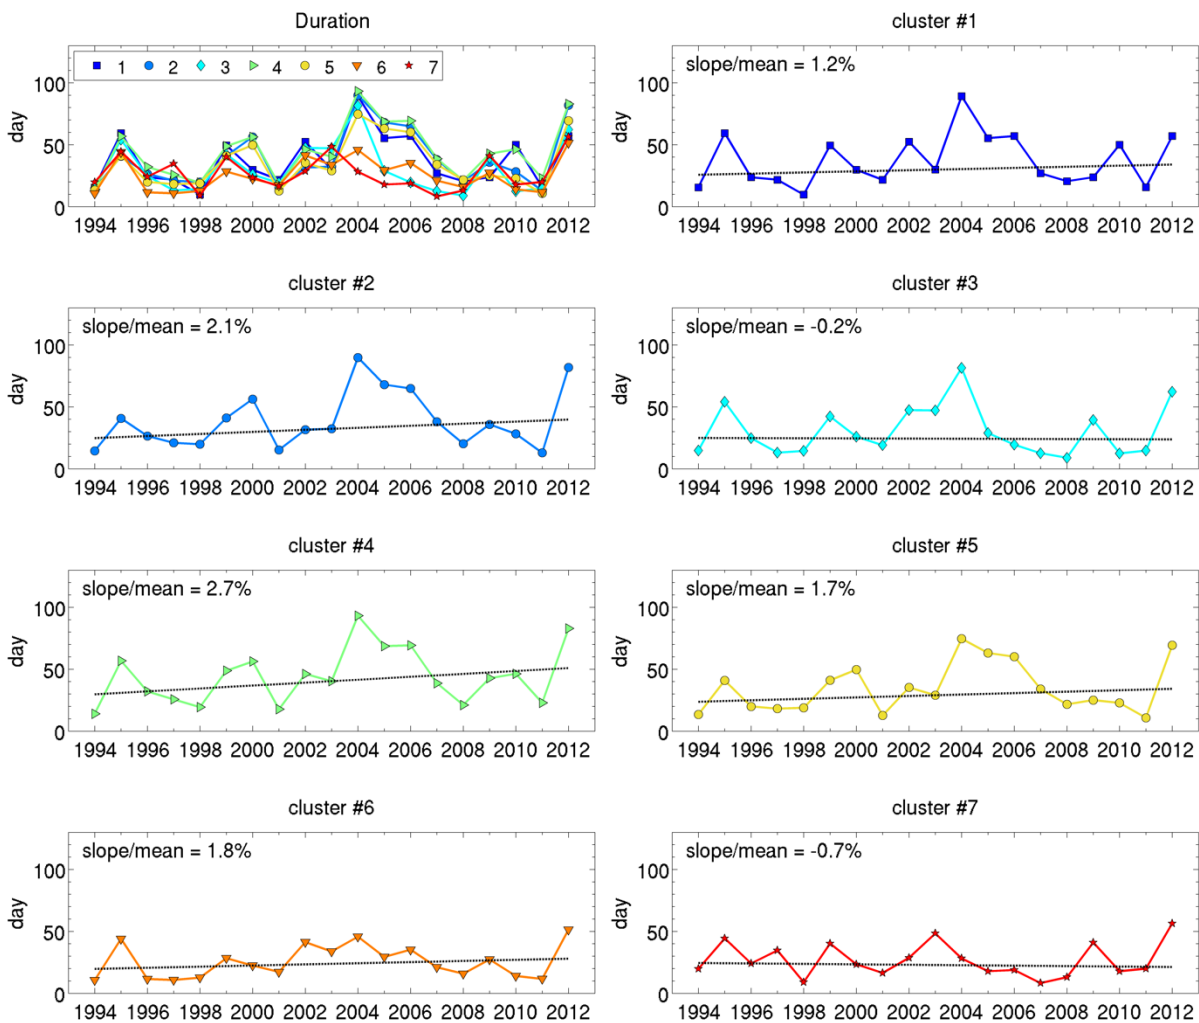 Duration
1 2 3 4 5 6 7
100
day
50
0
1994 1996 1998 2000 2002 2004 2006 2008 2010 2012
cluster #1
slope/mean = 1.2%
100
day
50
0
1994 1996 1998 2000 2002 2004 2006 2008 2010 2012
cluster #2
slope/mean = 2.1%
100
day
50
0
1994 1996 1998 2000 2002 2004 2006 2008 2010 2012
cluster #3
slope/mean = -0.2%
100
day
50
0
1994 1996 1998 2000 2002 2004 2006 2008 2010 2012
cluster #4
slope/mean = 2.7%
100
day
50
0
1994 1996 1998 2000 2002 2004 2006 2008 2010 2012
cluster #5
slope/mean = 1.7%
100
day
50
0
1994 1996 1998 2000 2002 2004 2006 2008 2010 2012
cluster #6
slope/mean = 1.8%
100
day
50
0
1994 1996 1998 2000 2002 2004 2006 2008 2010 2012
cluster #7
slope/mean = -0.7%
100
day
50
0
1994 1996 1998 2000 2002 2004 2006 2008 2010 2012